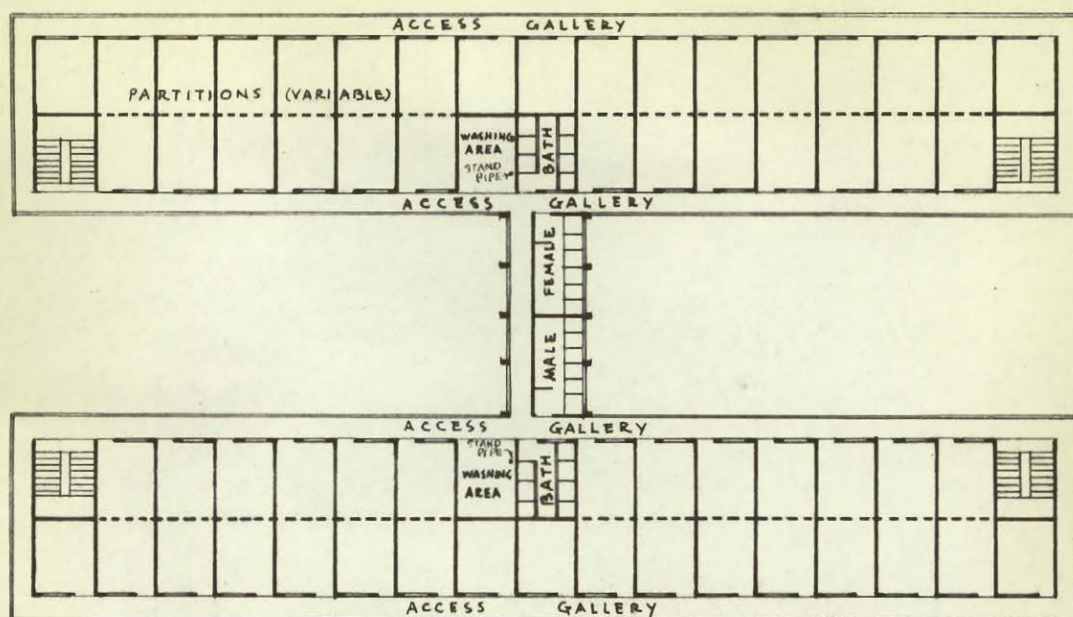 ACCESS GALLERY
PARTITIONS (VARIABLE)
WASHING
AREA
STAND
PIPE
BATH
ACCESS GALLERY
FEMALE
MALE
ACCESS GALLERY
STAND
PIPE
WASHING
AREA
BATH
ACCESS GALLERY